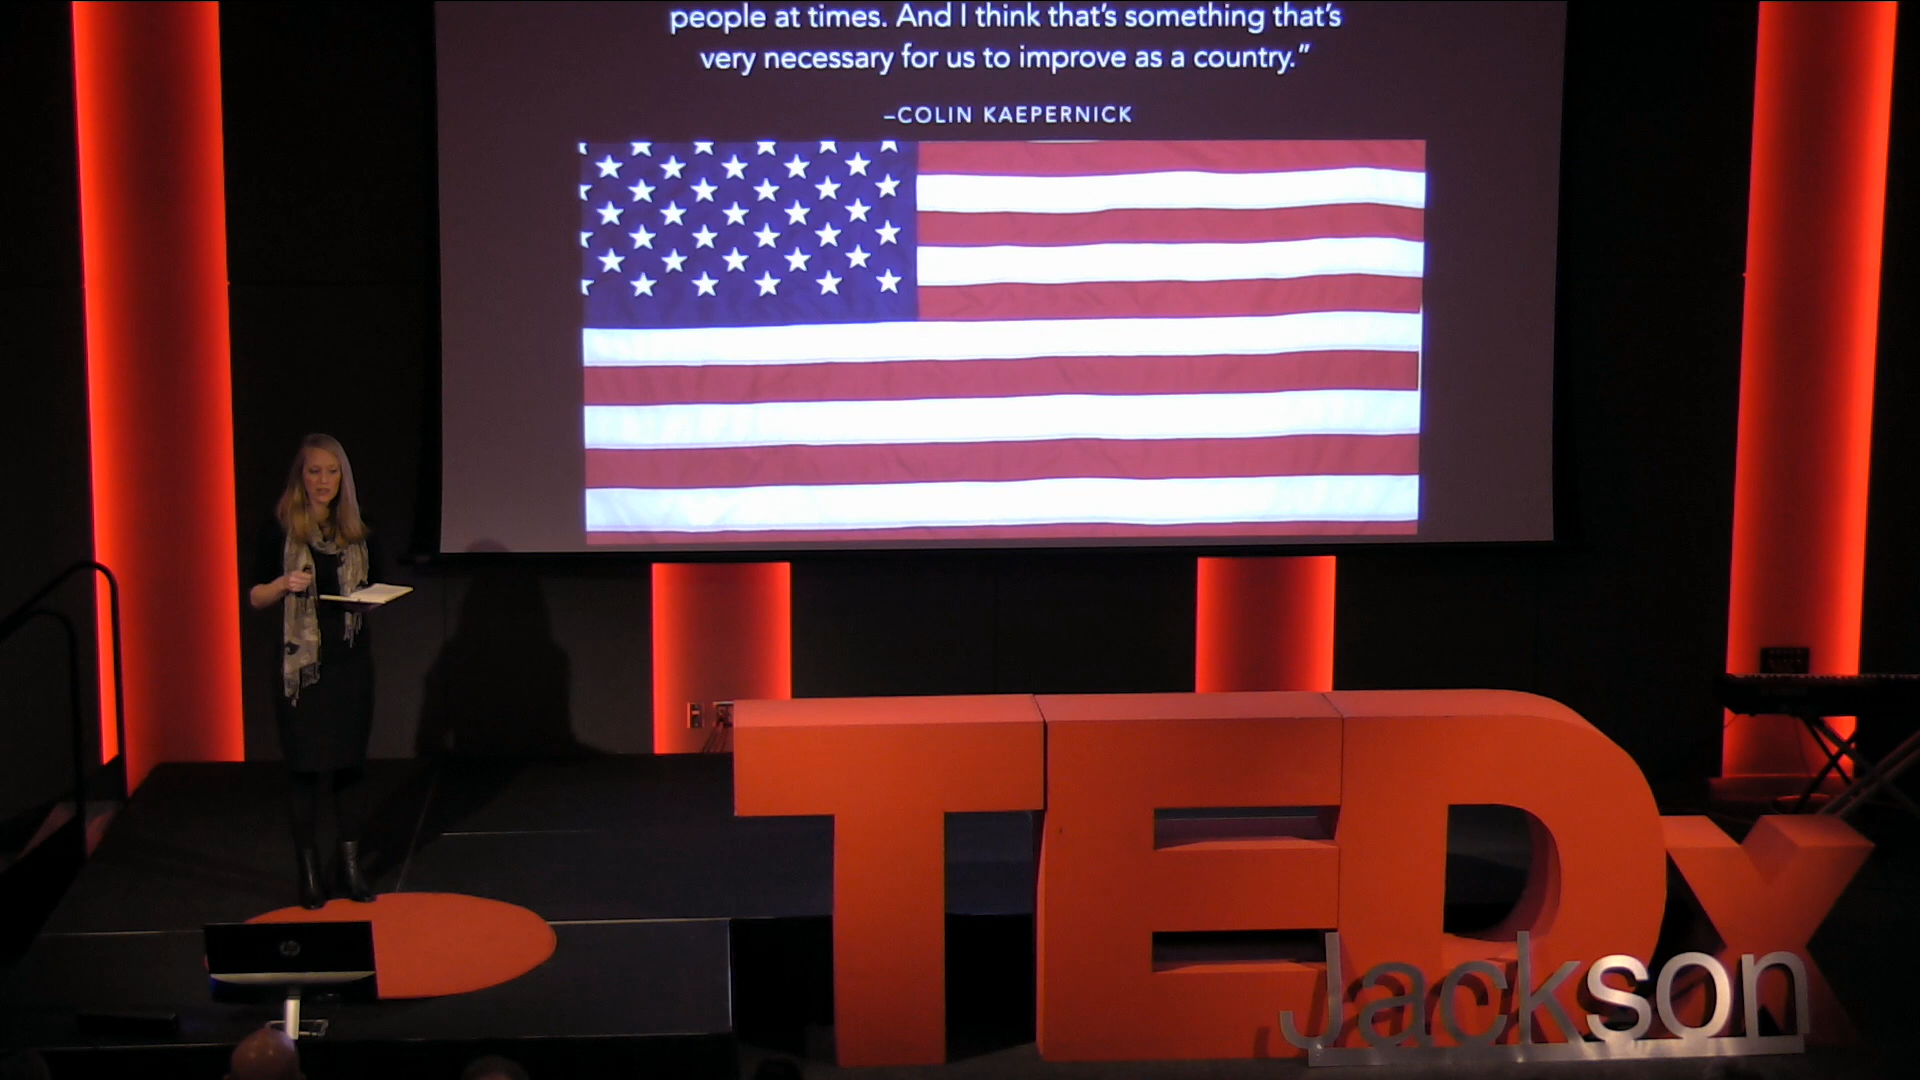 people at times. And I think that's something that's
very necessary for us to improve as a country."
–COLIN KAEPERNICK
TEDx
Jackson
hp